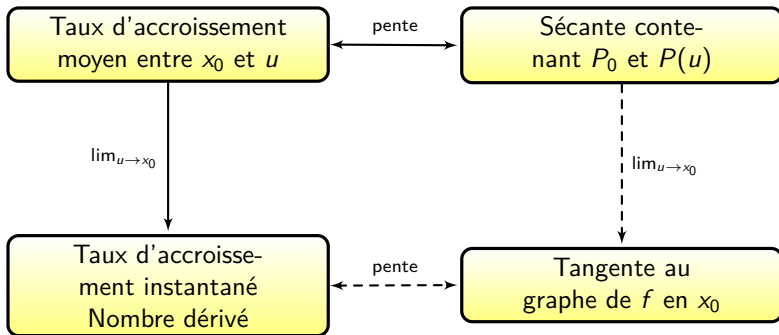 Taux d'accroissement
moyen entre x₀ et u
pente
Sécante conte-
nant P₀ et P(u)
lim_{u→x₀}
lim_{u→x₀}
Taux d'accroisse-
ment instantané
Nombre dérivé
pente
Tangente au
graphe de f en x₀